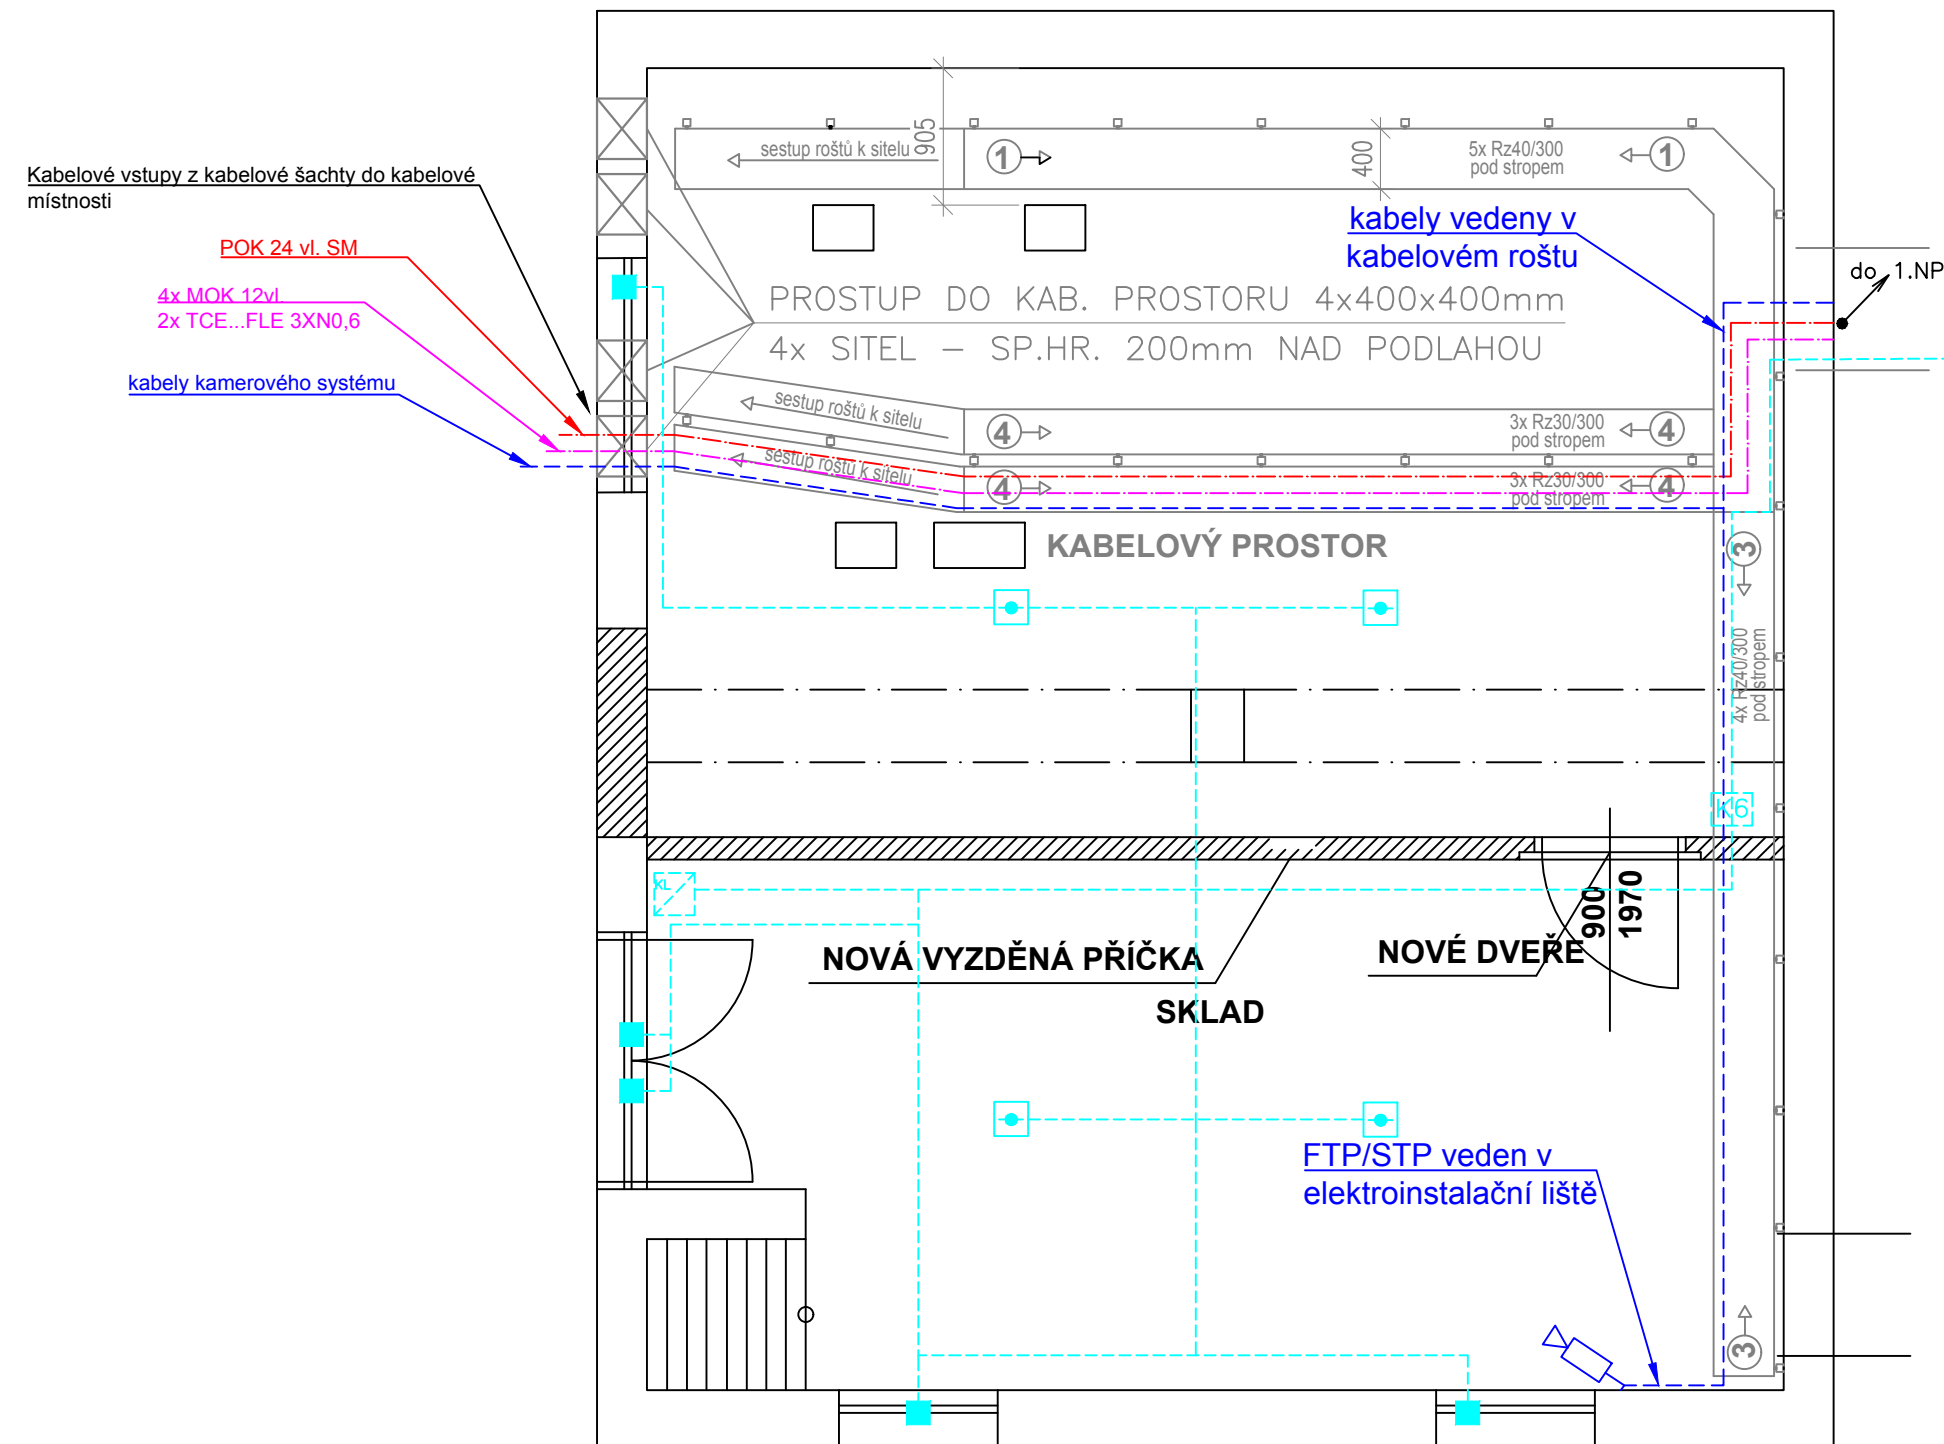 905
sestup roštů k sitelu
1
400
5x Rz40/300
pod stropem
1
Kabelové vstupy z kabelové šachty do kabelové
místnosti
kabely vedeny v
kabelovém roštu
POK 24 vl. SM
do 1.NP
4x MOK 12vl.
2x TCE...FLE 3XN0,6
PROSTUP DO KAB. PROSTORU 4x400x400mm
4x SITEL – SP.HR. 200mm NAD PODLAHOU
kabely kamerového systému
sestup roštů k sitelu
4
3x Rz30/300
pod stropem
4
sestup roštů k sitelu
4
3x Rz30/300
pod stropem
4
KABELOVÝ PROSTOR
3
4x Rz40/300
pod stropem
K6
XL
900
1970
NOVÁ VYZDĚNÁ PŘÍČKA
NOVÉ DVEŘE
SKLAD
FTP/STP veden v
elektroinstalační liště
3